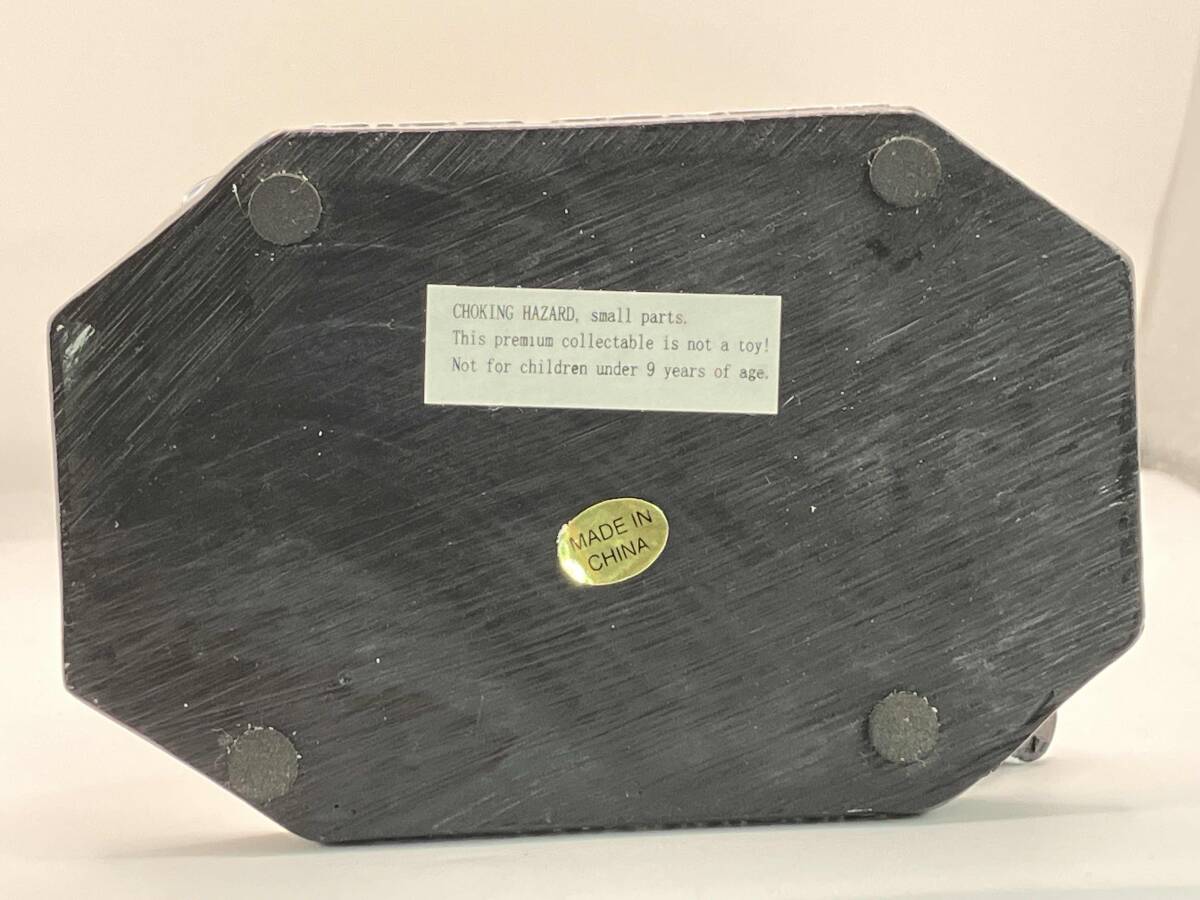 CHOKING HAZARD, small parts.
This premium collectable is not a toy!
Not for children under 9 years of age.
MADE IN
CHINA